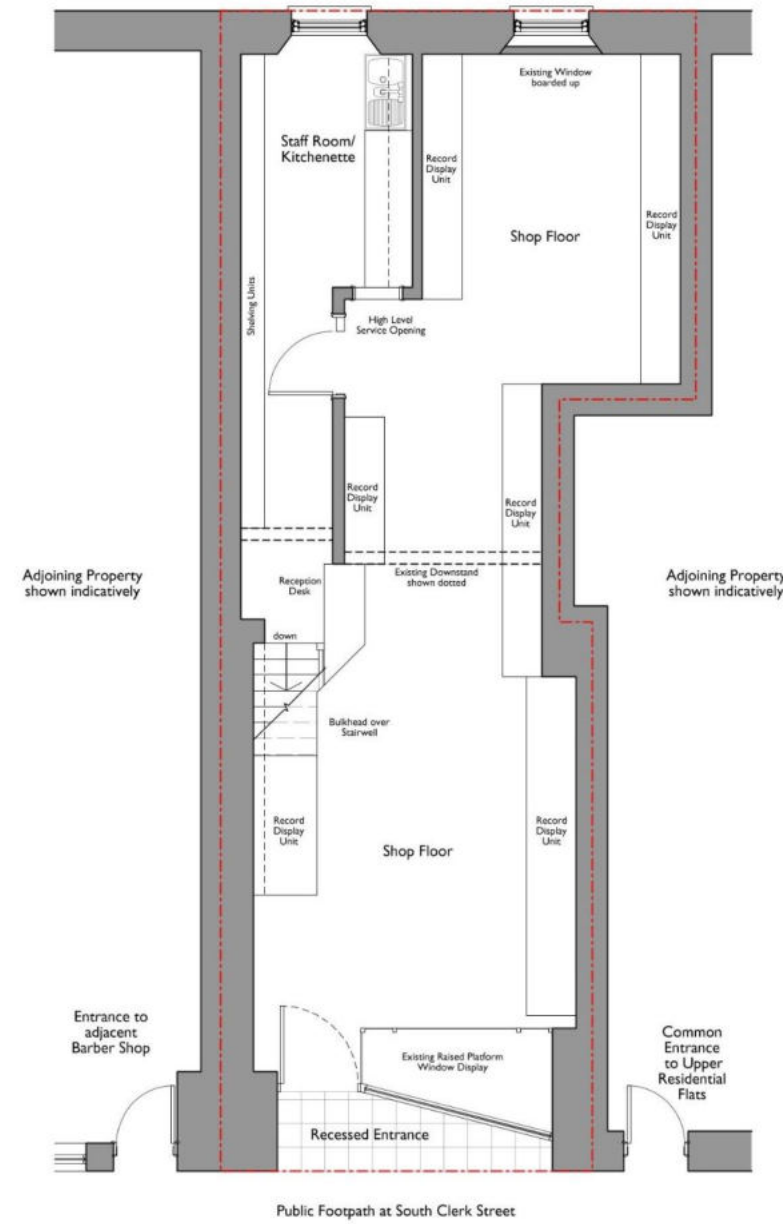 Existing Window
boarded up
Staff Room/
Kitchenette
Record
Display
Unit
Shop Floor
Record
Display
Unit
Shelving Units
High Level
Service Opening
Record
Display
Unit
Record
Display
Unit
Adjoining Property
shown indicatively
Reception
Desk
Existing Downstand
shown dotted
Adjoining Property
shown indicatively
down
Bulkhead over
Stairwell
Record
Display
Unit
Shop Floor
Record
Display
Unit
Entrance to
adjacent
Barber Shop
Existing Raised Platform
Window Display
Common
Entrance
to Upper
Residential
Flats
Recessed Entrance
Public Footpath at South Clerk Street